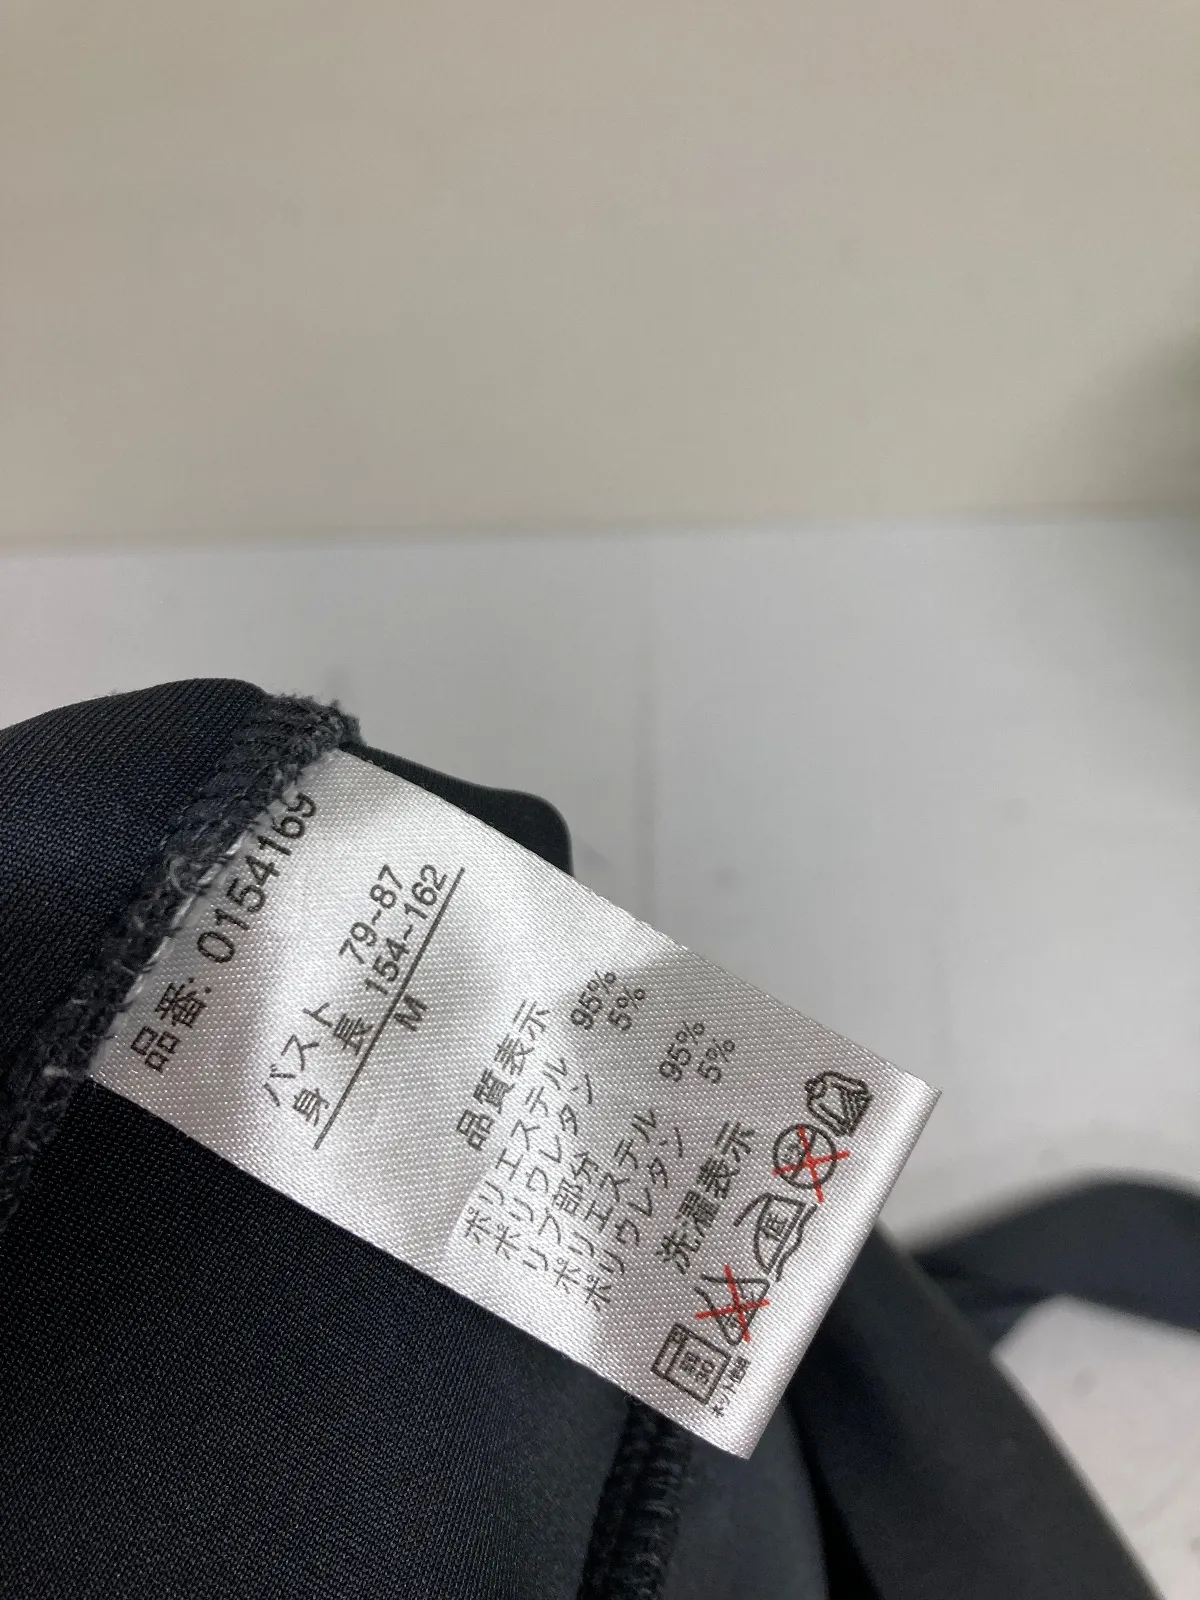 品番: 0154169
バスト 79~87
身 長 154~162
M
品質表示
ポリエステル 95%
ポリウレタン 5%
リブ部分
ポリエステル 95%
ポリウレタン 5%
洗濯表示
中